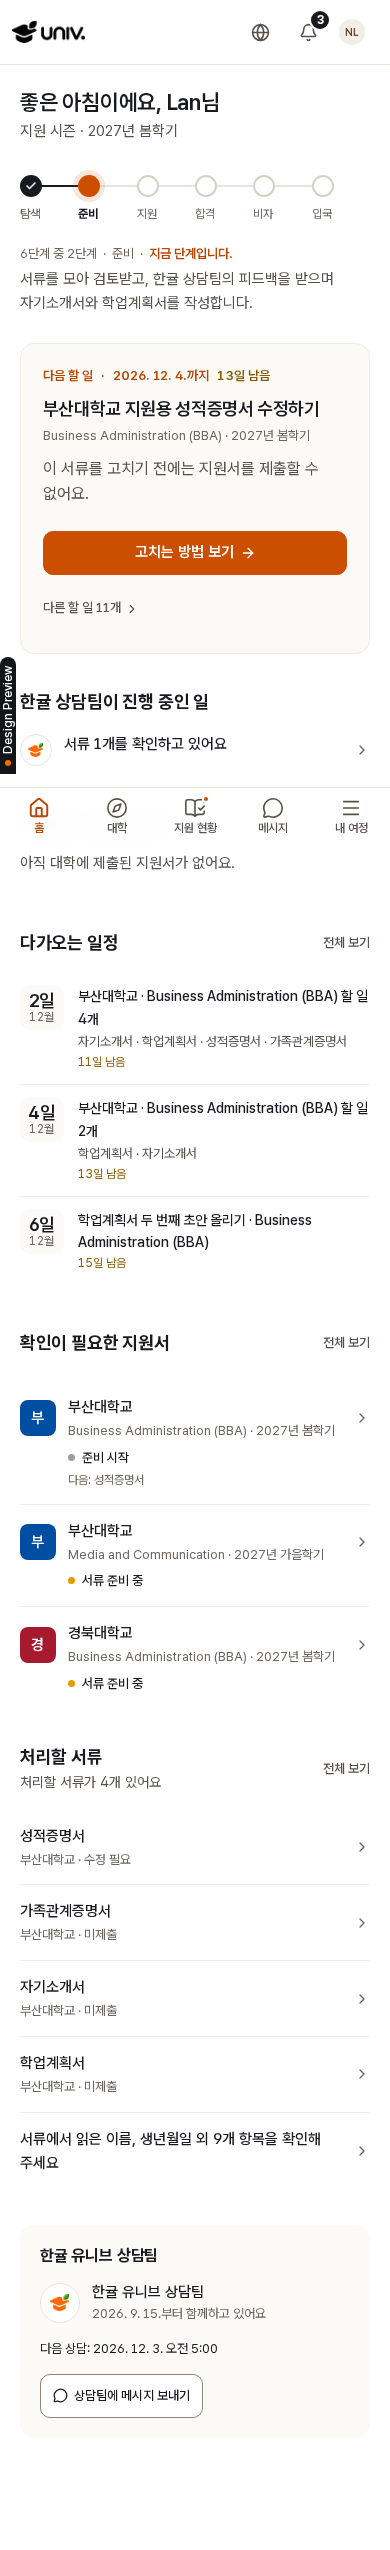 UNIV.
3
NL
좋은 아침이에요, Lan님
지원 시즌 · 2027년 봄학기
탐색 준비 지원 합격 비자 입국
6단계 중 2단계 · 준비 · 지금 단계입니다.
서류를 모아 검토받고, 한귤 상담팀의 피드백을 받으며
자기소개서와 학업계획서를 작성합니다.
다음 할 일 · 2026. 12. 4.까지 13일 남음
부산대학교 지원용 성적증명서 수정하기
Business Administration (BBA) · 2027년 봄학기
이 서류를 고치기 전에는 지원서를 제출할 수
없어요.
고치는 방법 보기 →
다른 할 일 11개
Design Preview
한귤 상담팀이 진행 중인 일
서류 1개를 확인하고 있어요
홈 대학 지원 현황 메시지 내 여정
아직 대학에 제출된 지원서가 없어요.
다가오는 일정 전체 보기
2일
12월
부산대학교 · Business Administration (BBA) 할 일
4개
자기소개서 · 학업계획서 · 성적증명서 · 가족관계증명서
11일 남음
4일
12월
부산대학교 · Business Administration (BBA) 할 일
2개
학업계획서 · 자기소개서
13일 남음
6일
12월
학업계획서 두 번째 초안 올리기 · Business
Administration (BBA)
15일 남음
확인이 필요한 지원서 전체 보기
부
부산대학교
Business Administration (BBA) · 2027년 봄학기
준비 시작
다음: 성적증명서
부
부산대학교
Media and Communication · 2027년 가을학기
서류 준비 중
경
경북대학교
Business Administration (BBA) · 2027년 봄학기
서류 준비 중
처리할 서류 전체 보기
처리할 서류가 4개 있어요
성적증명서
부산대학교 · 수정 필요
가족관계증명서
부산대학교 · 미제출
자기소개서
부산대학교 · 미제출
학업계획서
부산대학교 · 미제출
서류에서 읽은 이름, 생년월일 외 9개 항목을 확인해
주세요
한귤 유니브 상담팀
한귤 유니브 상담팀
2026. 9. 15.부터 함께하고 있어요
다음 상담: 2026. 12. 3. 오전 5:00
상담팀에 메시지 보내기